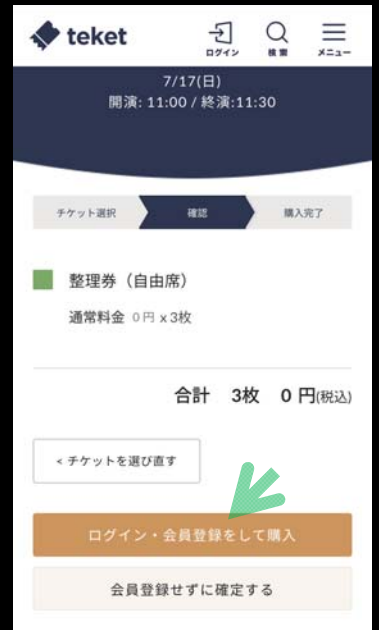 teket
ログイン
検索
メニュー
7/17(日)
開演: 11:00 / 終演:11:30
チケット選択
確認
購入完了
整理券（自由席）
通常料金 0円 x 3枚
合計 3枚 0 円(税込)
< チケットを選び直す
ログイン・会員登録をして購入
会員登録せずに確定する